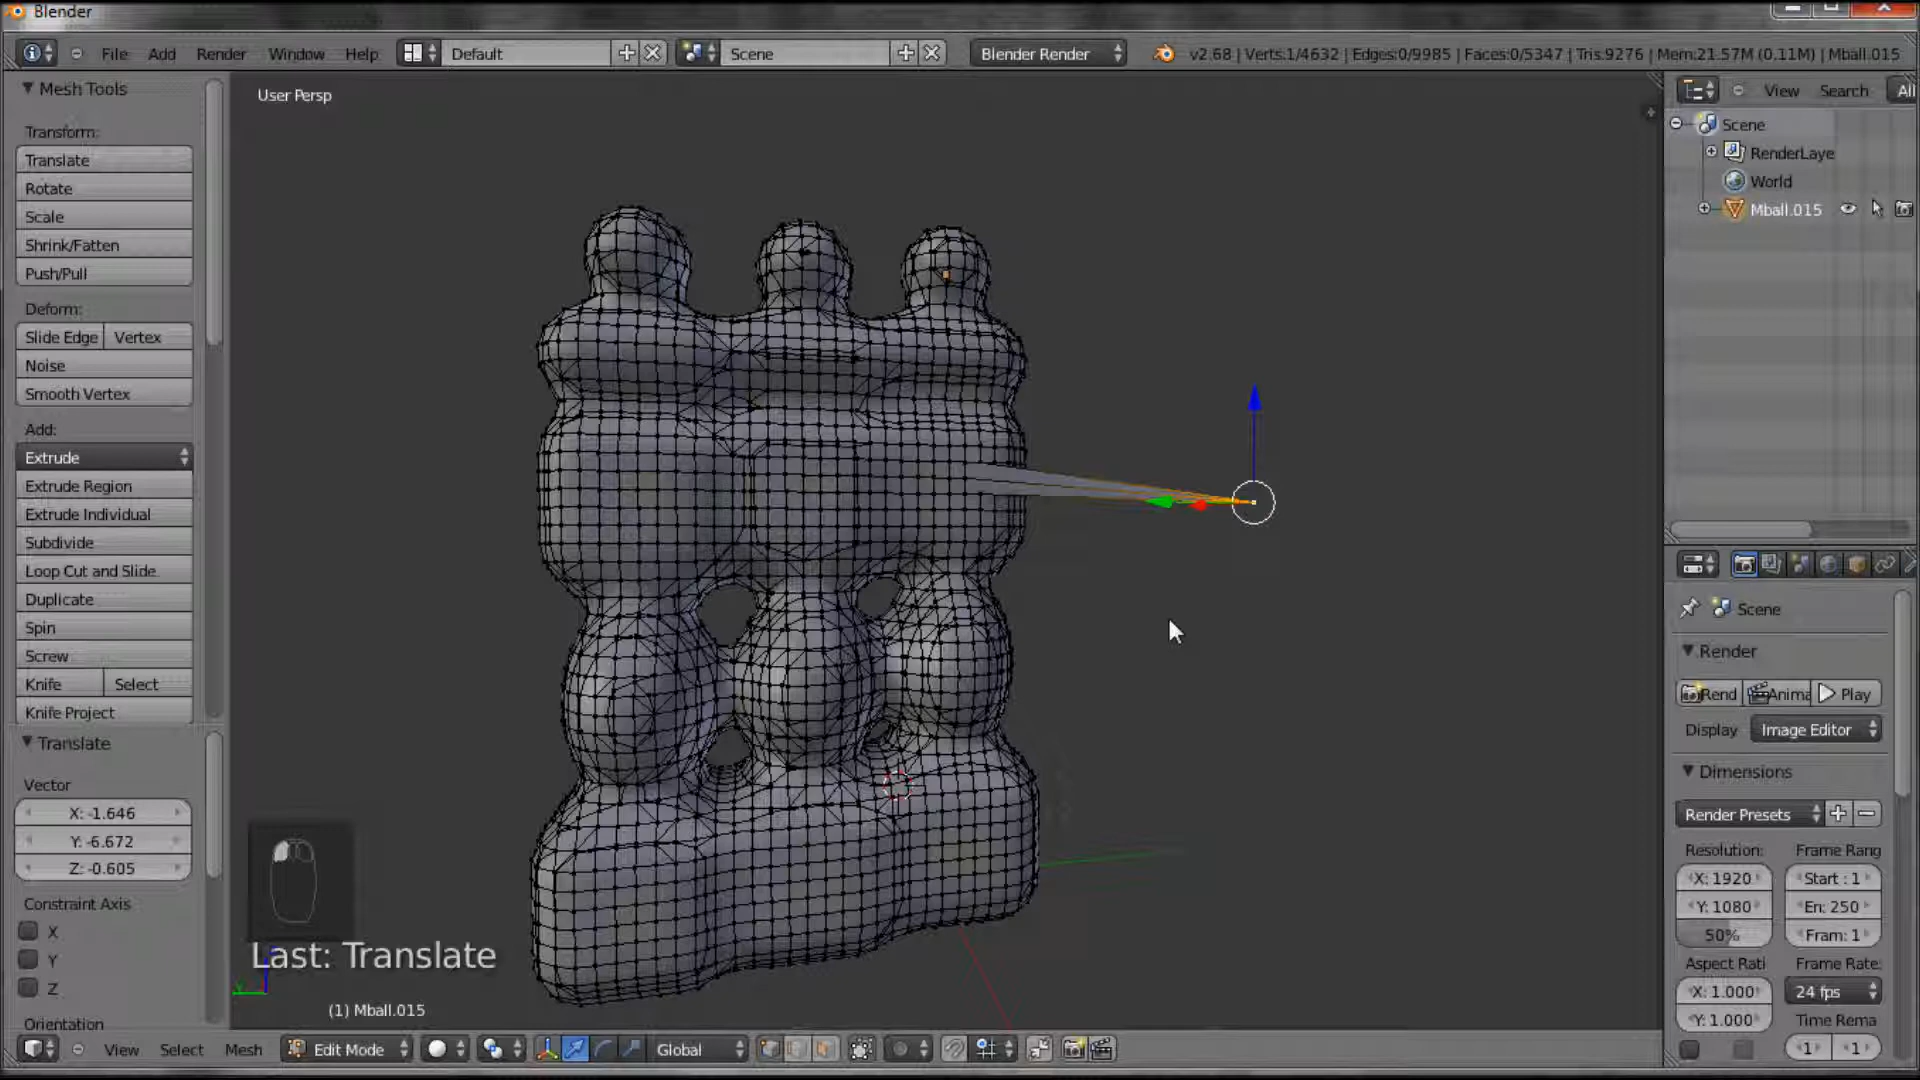 Blender
File Add Render Window Help Default Scene Blender Render v2.68 | Verts:1/4632 | Edges:0/9985 | Faces:0/5347 | Tris:9276 | Mem:21.57M (0.11M) | Mball.015
Mesh Tools
Transform:
Translate
Rotate
Scale
Shrink/Fatten
Push/Pull
Deform:
Slide Edge Vertex
Noise
Smooth Vertex
Add:
Extrude
Extrude Region
Extrude Individual
Subdivide
Loop Cut and Slide
Duplicate
Spin
Screw
Knife Select
Knife Project
Translate
Vector
X: -1.646
Y: -6.672
Z: -0.605
Constraint Axis
X
Y
Z
Orientation
User Persp
Last: Translate
(1) Mball.015
View Select Mesh Edit Mode Global
View Search All
Scene
RenderLaye
World
Mball.015
Scene
Render
Rend Anima Play
Display Image Editor
Dimensions
Render Presets
Resolution: Frame Rang
X: 1920 Start : 1
Y: 1080 En: 250
50% Fram: 1
Aspect Rati Frame Rate:
X: 1.000 24 fps
Y: 1.000 Time Rema
1 1